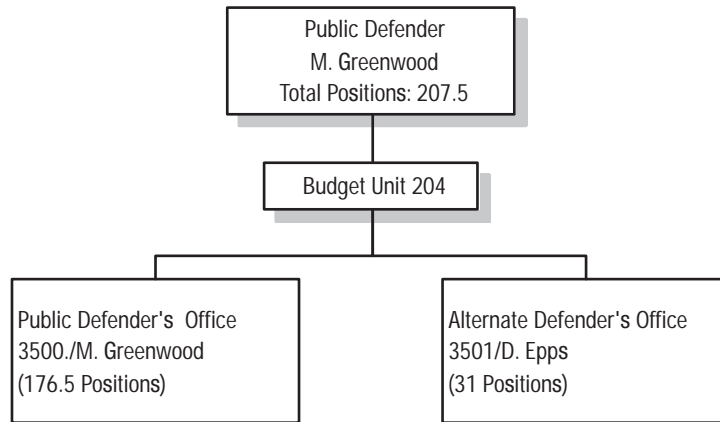 Public Defender
M. Greenwood
Total Positions: 207.5
Budget Unit 204
Public Defender's Office
3500./M. Greenwood
(176.5 Positions)
Alternate Defender's Office
3501/D. Epps
(31 Positions)